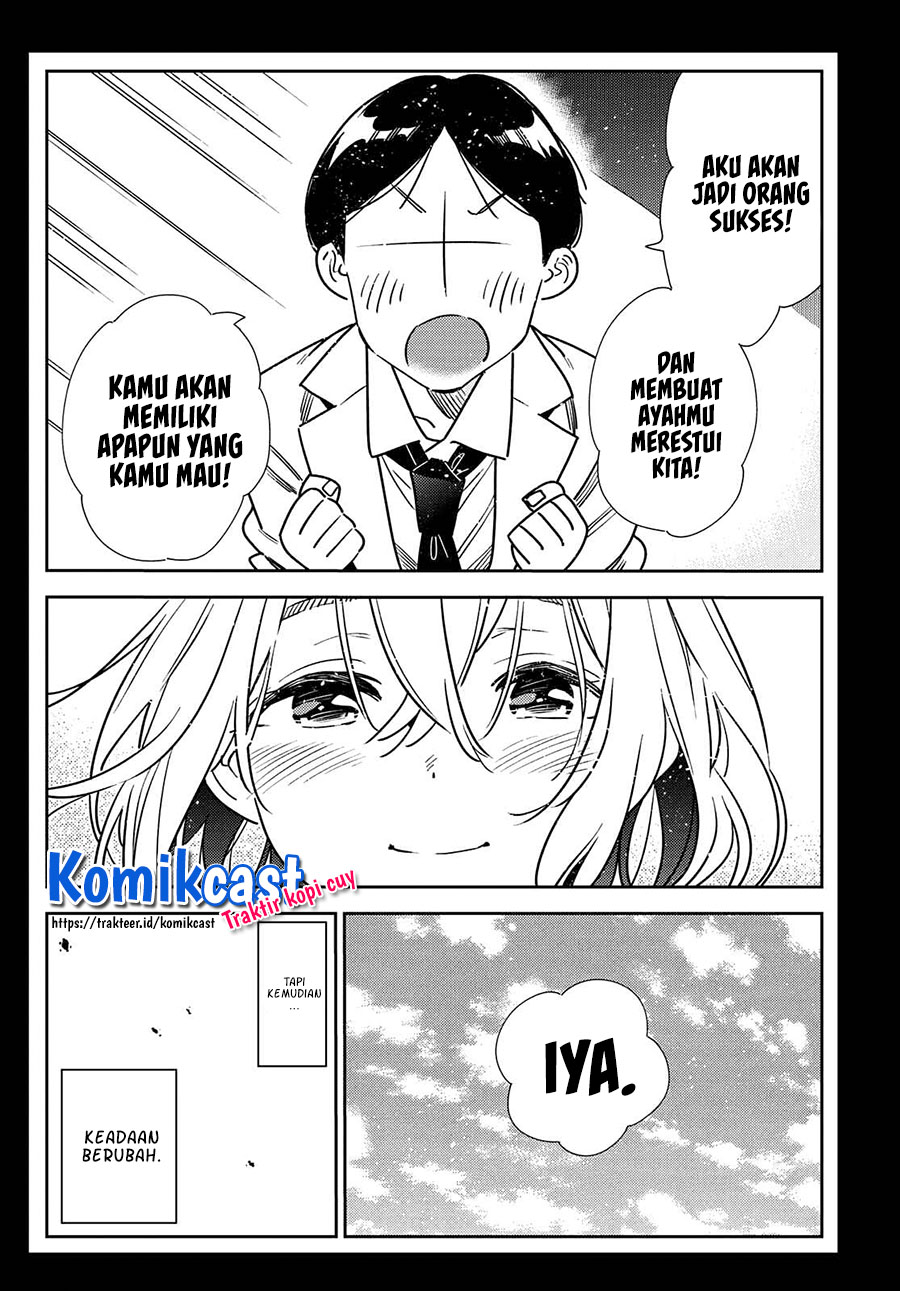 AKU AKAN
JADI ORANG
SUKSES!
DAN
MEMBUAT
AYAHMU
MERESTUI
KITA!
KAMU AKAN
MEMILIKI
APAPUN YANG
KAMU MAU!
Komikcast
Traktir kopi cuy
https://trakteer.id/komikcast
IYA.
TAPI
KEMUDIAN
...
KEADAAN
BERUBAH.